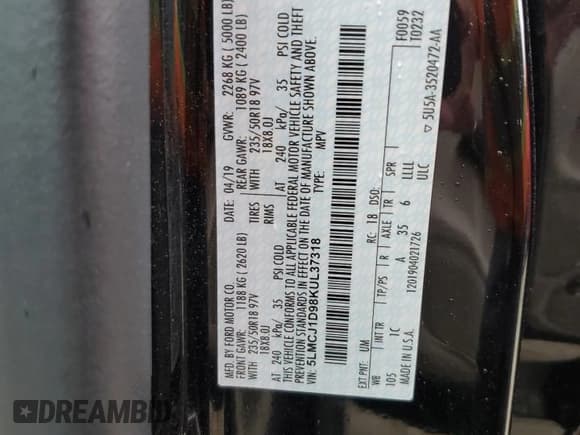 MFD. BY FORD MOTOR CO.
DATE: 04/19 GVWR: 2268 KG ( 5000 LB)
FRONT GAWR: 1188 KG ( 2620 LB) REAR GAWR: 1089 KG ( 2400 LB)
WITH 235/50R18 97V TIRES WITH 235/50R18 97V
18X8.0J RIMS 18X8.0J
AT 240 kPa/ 35 PSI COLD AT 240 kPa/ 35 PSI COLD
THIS VEHICLE CONFORMS TO ALL APPLICABLE FEDERAL MOTOR VEHICLE SAFETY AND THEFT
PREVENTION STANDARDS IN EFFECT ON THE DATE OF MANUFACTURE SHOWN ABOVE.
VIN: 5LMCJ1D98KUL37318 TYPE: MPV
F0059
T0232
EXT PNT: UM RC: 18 DSO:
WB INT TR TP/PS R AXLE TR SPR
105 1C A 35 6 LLLL
MADE IN U.S.A. 1201904021726 ULC
5U5A-3520472-AA
DREAMBID